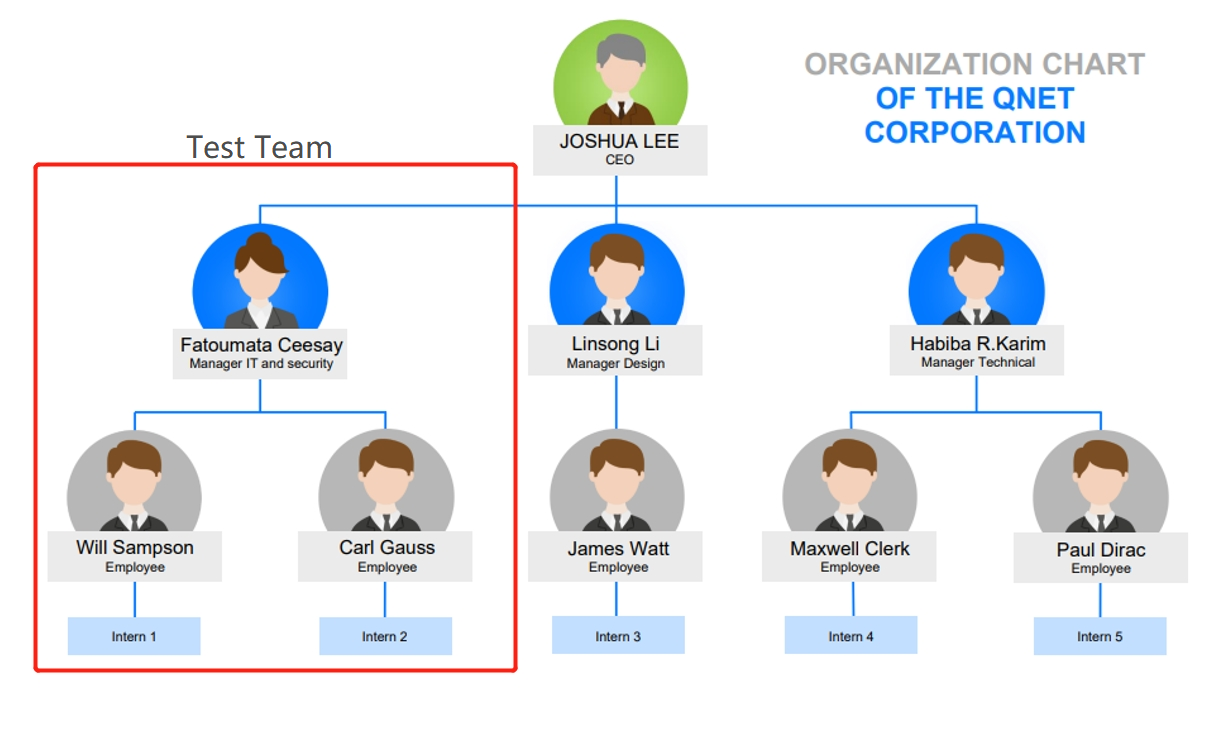 ORGANIZATION CHART
OF THE QNET
CORPORATION
JOSHUA LEE
CEO
Test Team
Fatoumata Ceesay
Manager IT and security
Linsong Li
Manager Design
Habiba R.Karim
Manager Technical
Will Sampson
Employee
Carl Gauss
Employee
James Watt
Employee
Maxwell Clerk
Employee
Paul Dirac
Employee
Intern 1
Intern 2
Intern 3
Intern 4
Intern 5